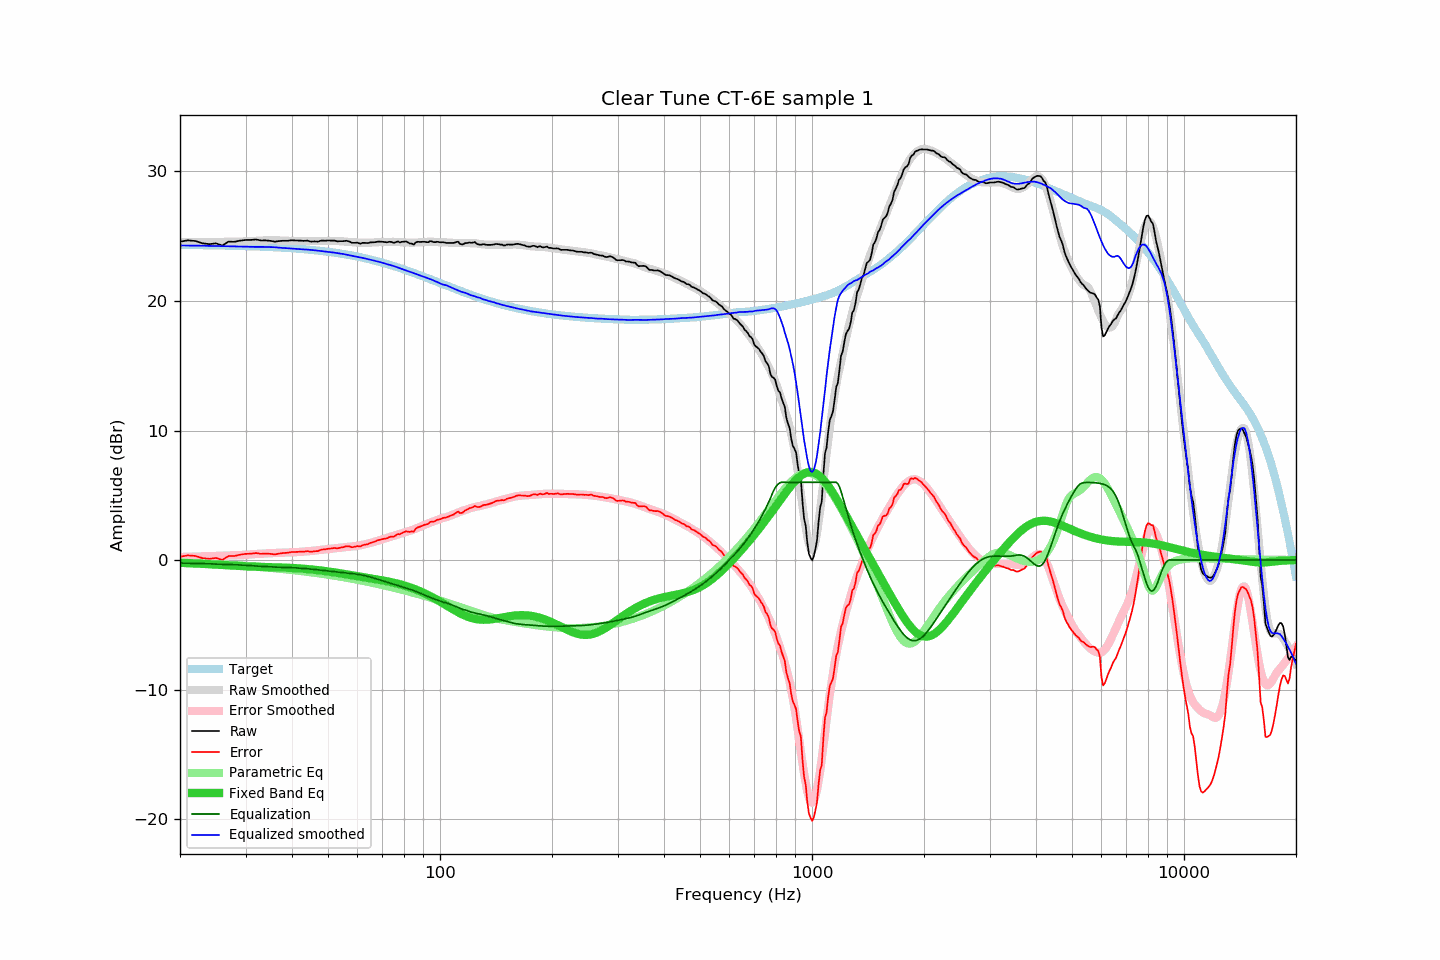 Clear Tune CT-6E sample 1
30
20
10
0
−10
−20
Amplitude (dBr)
Target
Raw Smoothed
Error Smoothed
Raw
Error
Parametric Eq
Fixed Band Eq
Equalization
Equalized smoothed
100
1000
10000
Frequency (Hz)